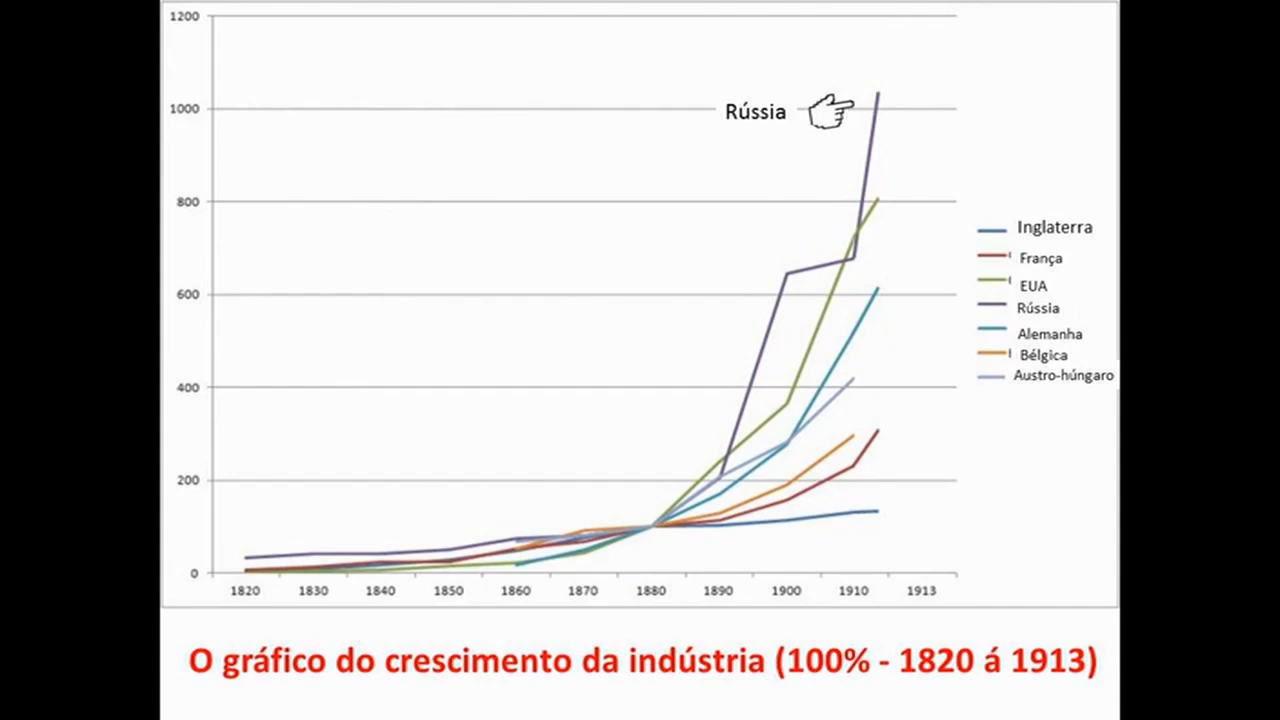 1200
1000
800
600
400
200
0
Rússia
1820 1830 1840 1850 1860 1870 1880 1890 1900 1910 1913
Inglaterra
França
EUA
Rússia
Alemanha
Bélgica
Austro-húngaro
O gráfico do crescimento da indústria (100% - 1820 á 1913)